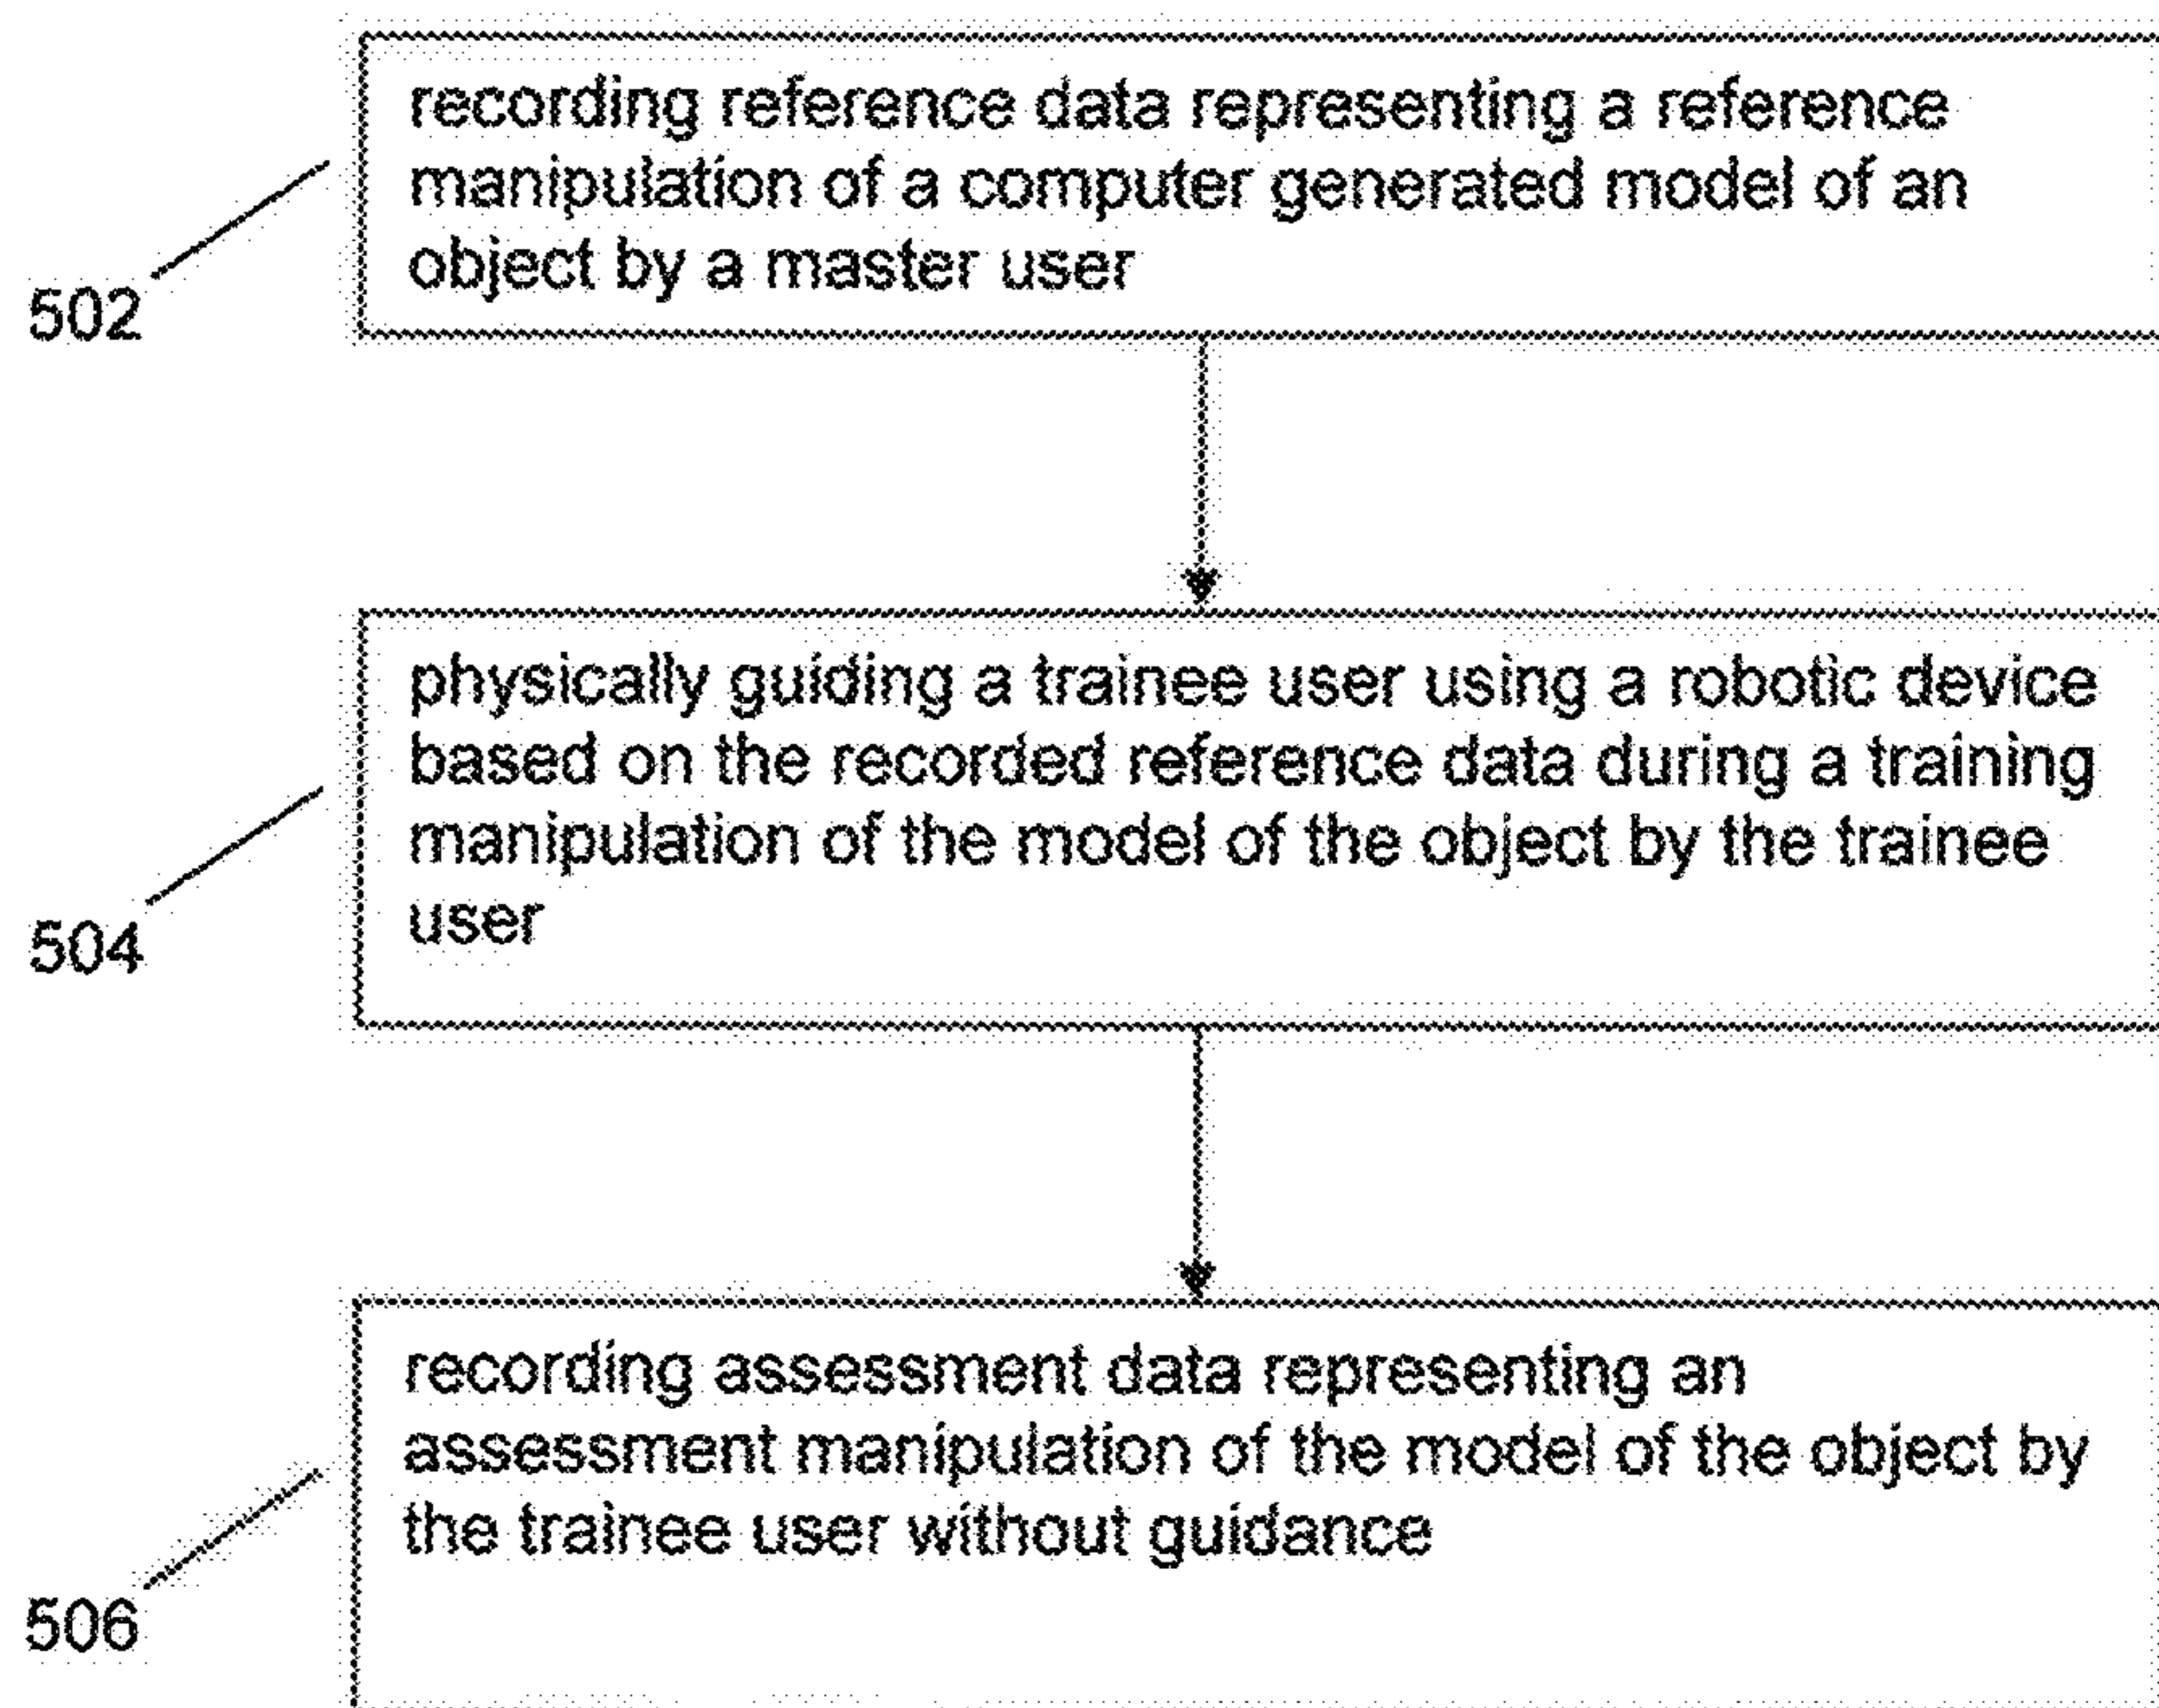 recording reference data representing a reference
manipulation of a computer generated model of an
object by a master user
502
physically guiding a trainee user using a robotic device
based on the recorded reference data during a training
manipulation of the model of the object by the trainee
user
504
recording assessment data representing an
assessment manipulation of the model of the object by
the trainee user without guidance
506